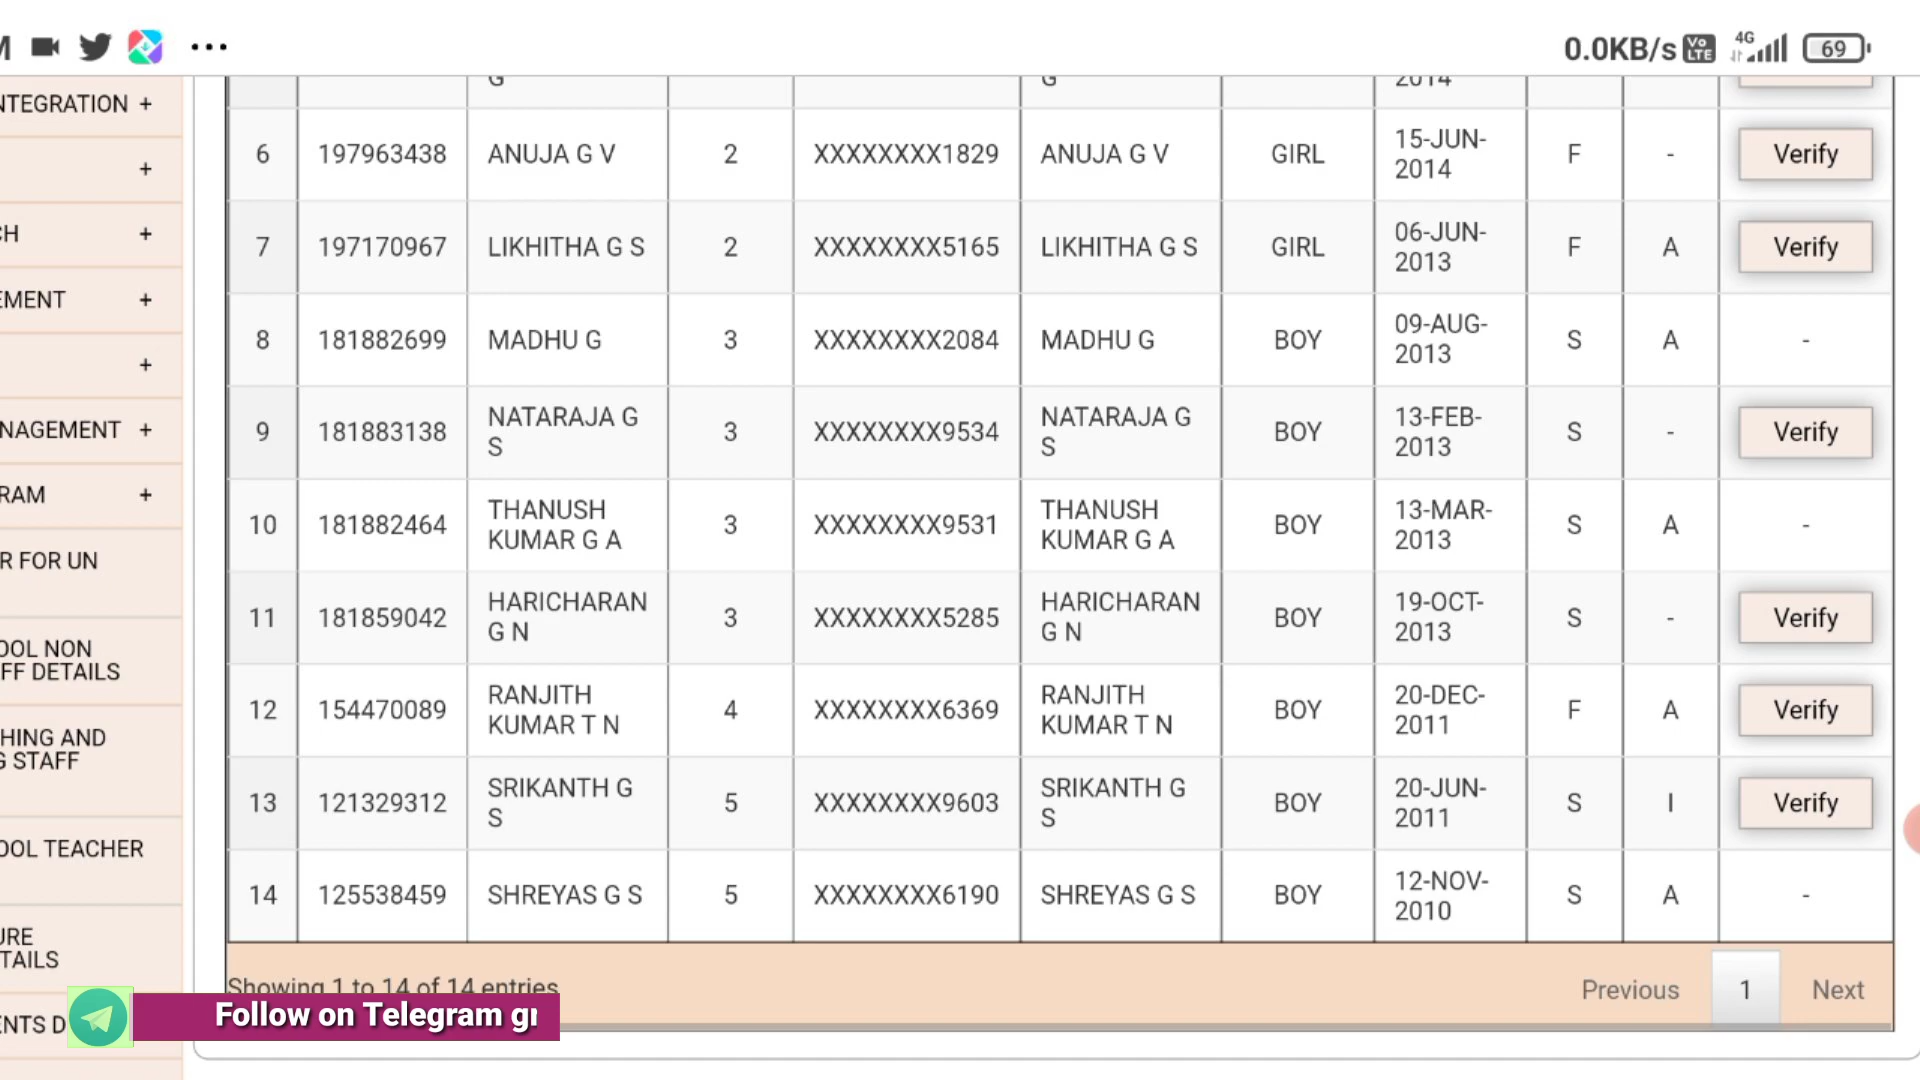 0.0KB/s Vo LTE 4G 69
NTEGRATION +
+
CH +
EMENT +
+
NAGEMENT +
RAM +
R FOR UN
OOL NON
FF DETAILS
HING AND
G STAFF
OOL TEACHER
URE
TAILS
ENTS D
G G 2014
6 197963438 ANUJA G V 2 XXXXXXXX1829 ANUJA G V GIRL 15-JUN-2014 F - Verify
7 197170967 LIKHITHA G S 2 XXXXXXXX5165 LIKHITHA G S GIRL 06-JUN-2013 F A Verify
8 181882699 MADHU G 3 XXXXXXXX2084 MADHU G BOY 09-AUG-2013 S A -
9 181883138 NATARAJA G S 3 XXXXXXXX9534 NATARAJA G S BOY 13-FEB-2013 S - Verify
10 181882464 THANUSH KUMAR G A 3 XXXXXXXX9531 THANUSH KUMAR G A BOY 13-MAR-2013 S A -
11 181859042 HARICHARAN G N 3 XXXXXXXX5285 HARICHARAN G N BOY 19-OCT-2013 S - Verify
12 154470089 RANJITH KUMAR T N 4 XXXXXXXX6369 RANJITH KUMAR T N BOY 20-DEC-2011 F A Verify
13 121329312 SRIKANTH G S 5 XXXXXXXX9603 SRIKANTH G S BOY 20-JUN-2011 S I Verify
14 125538459 SHREYAS G S 5 XXXXXXXX6190 SHREYAS G S BOY 12-NOV-2010 S A -
Showing 1 to 14 of 14 entries
Previous 1 Next
Follow on Telegram gr